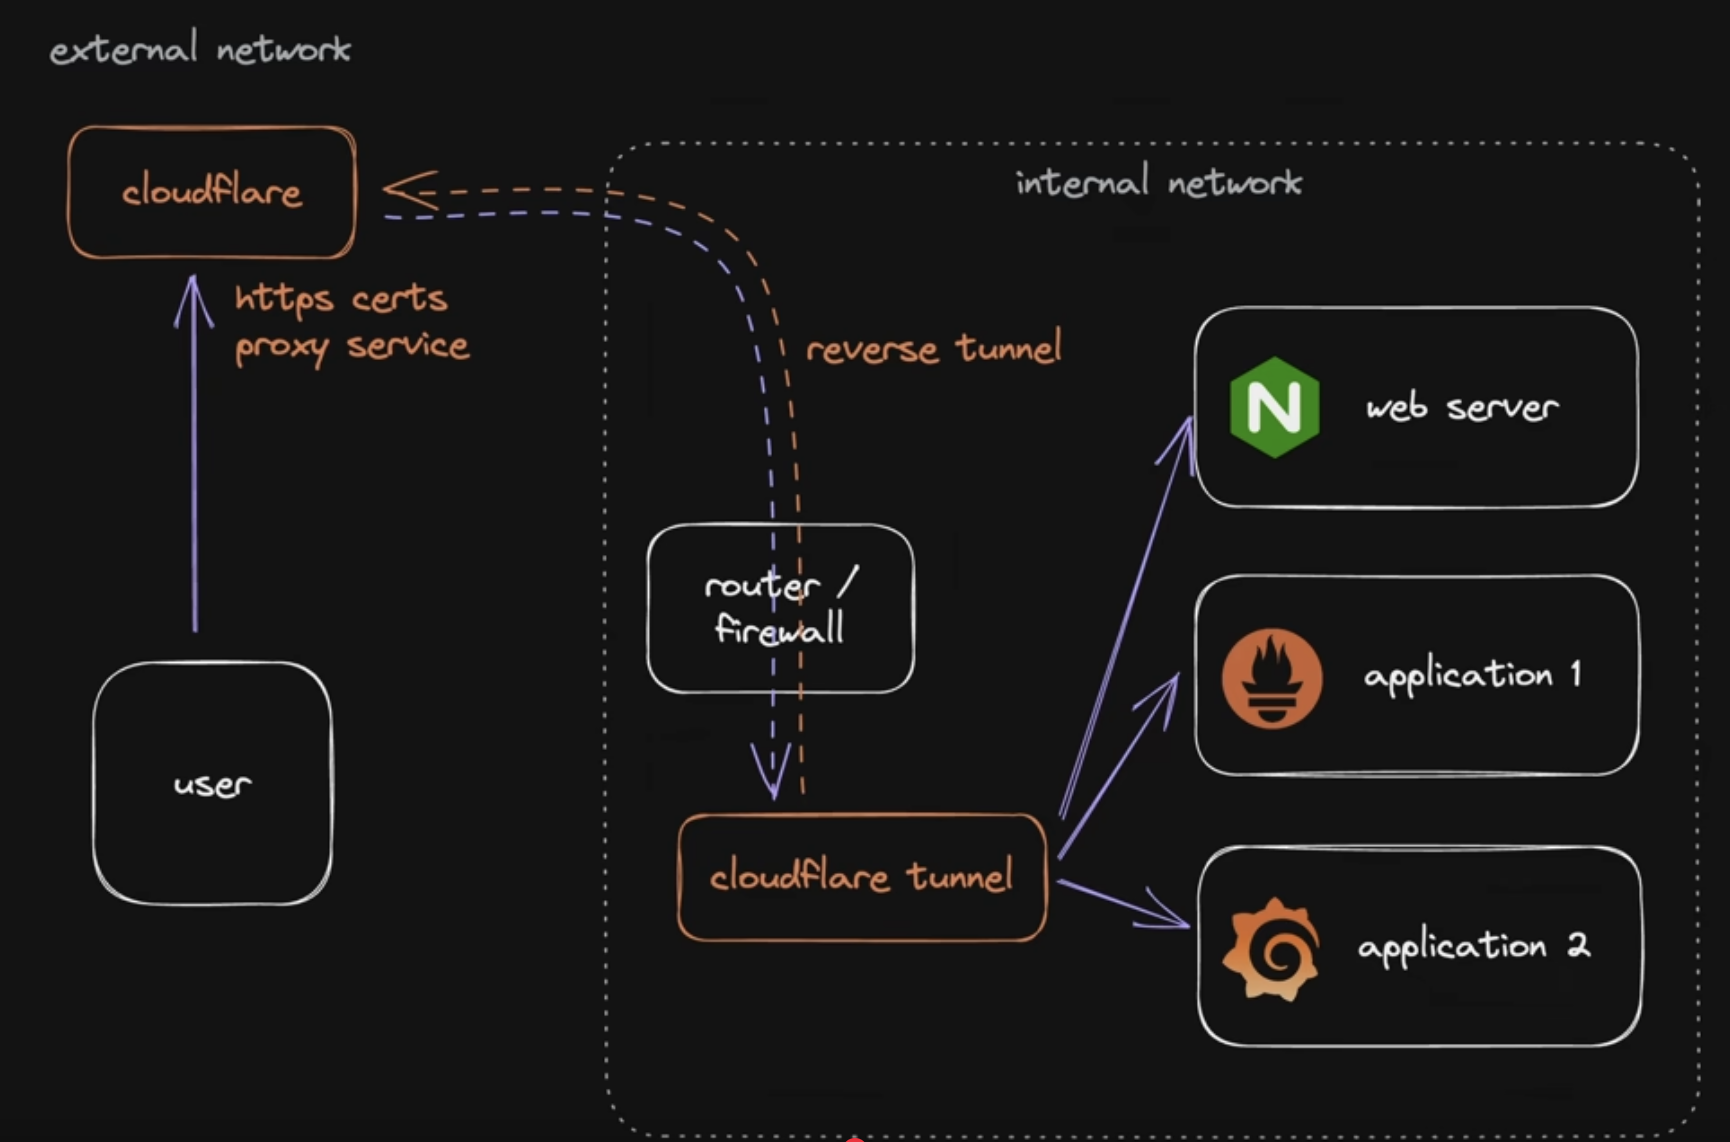 external network
cloudflare
https certs
proxy service
user
internal network
reverse tunnel
router /
firewall
cloudflare tunnel
N web server
application 1
application 2